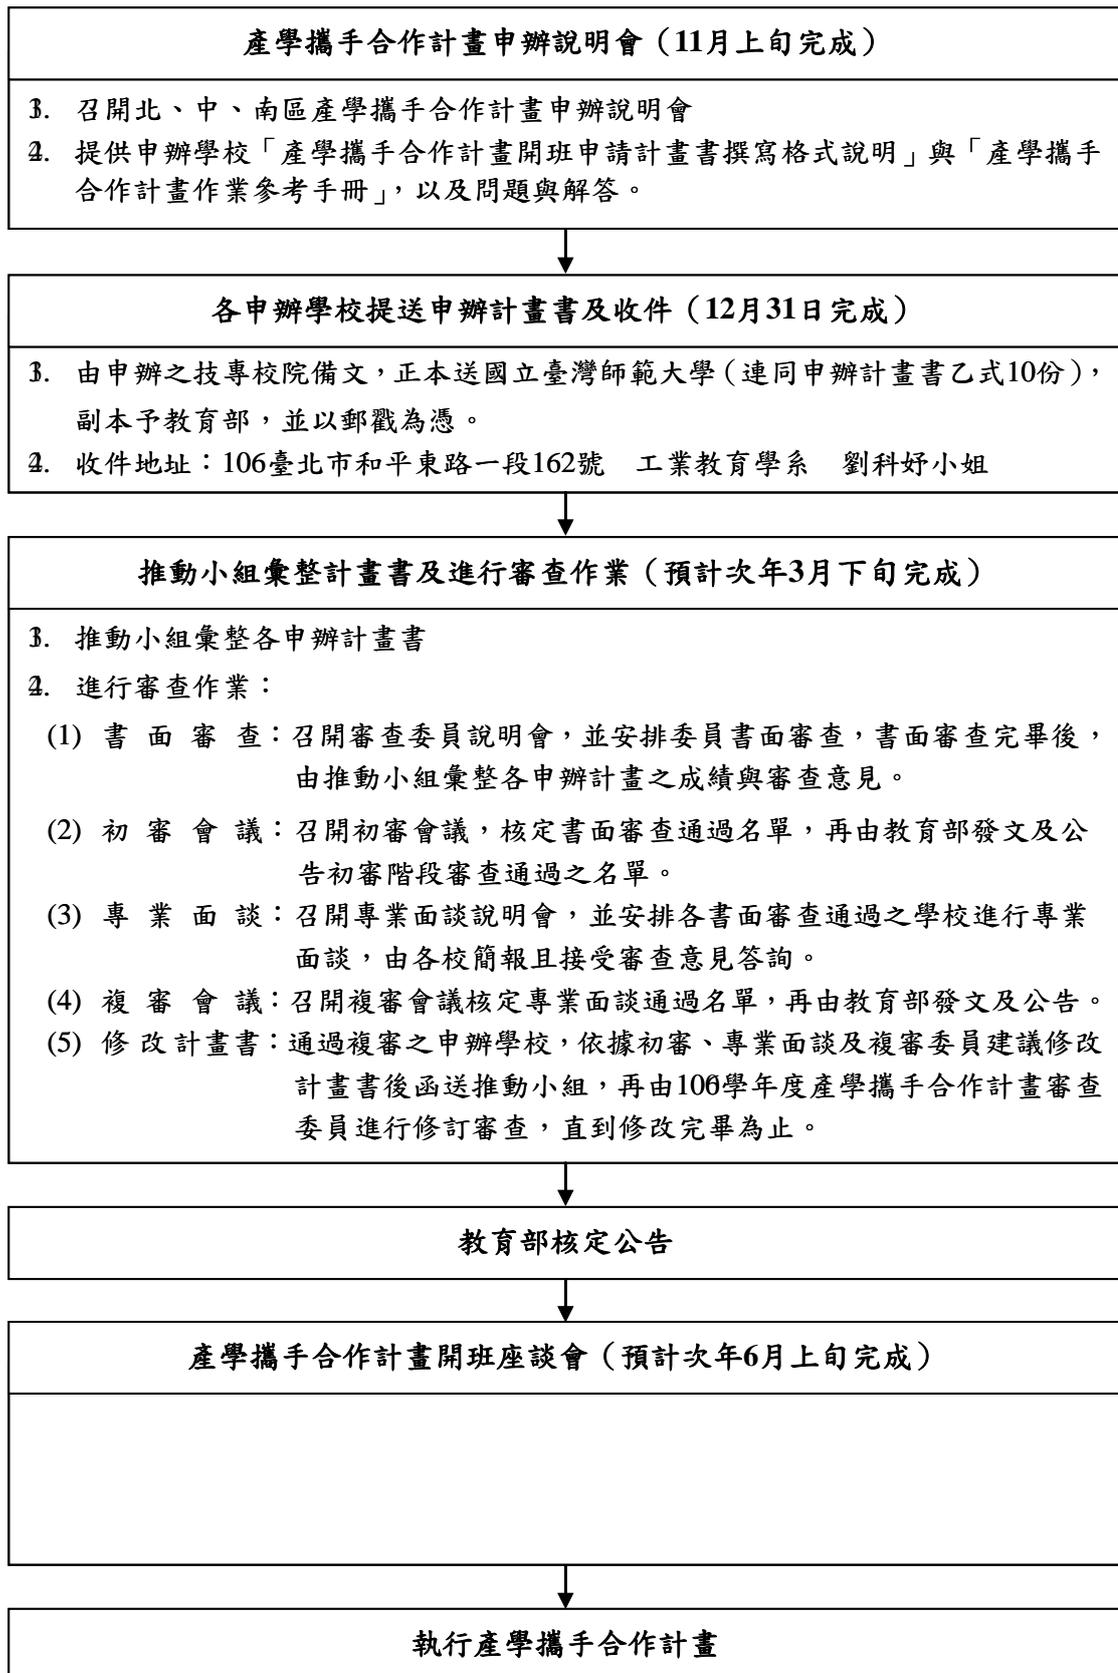 產學攜手合作計畫申辦說明會（11月上旬完成）
1. 召開北、中、南區產學攜手合作計畫申辦說明會
2. 提供申辦學校「產學攜手合作計畫開班申請計畫書撰寫格式說明」與「產學攜手
合作計畫作業參考手冊」，以及問題與解答。
各申辦學校提送申辦計畫書及收件（12月31日完成）
1. 由申辦之技專校院備文，正本送國立臺灣師範大學（連同申辦計畫書乙式10份），
副本予教育部，並以郵戳為憑。
2. 收件地址：106臺北市和平東路一段162號　工業教育學系　劉科妤小姐
推動小組彙整計畫書及進行審查作業（預計次年3月下旬完成）
1. 推動小組彙整各申辦計畫書
2. 進行審查作業：
(1) 書 面 審 查：召開審查委員說明會，並安排委員書面審查，書面審查完畢後，
由推動小組彙整各申辦計畫之成績與審查意見。
(2) 初 審 會 議：召開初審會議，核定書面審查通過名單，再由教育部發文及公
告初審階段審查通過之名單。
(3) 專 業 面 談：召開專業面談說明會，並安排各書面審查通過之學校進行專業
面談，由各校簡報且接受審查意見答詢。
(4) 複 審 會 議：召開複審會議核定專業面談通過名單，再由教育部發文及公告。
(5) 修 改 計畫書：通過複審之申辦學校，依據初審、專業面談及複審委員建議修改
計畫書後函送推動小組，再由學年度產學攜手合作計畫審查
委員進行修訂審查，直到修改完畢為止。
教育部核定公告
產學攜手合作計畫開班座談會（預計次年6月上旬完成）
執行產學攜手合作計畫